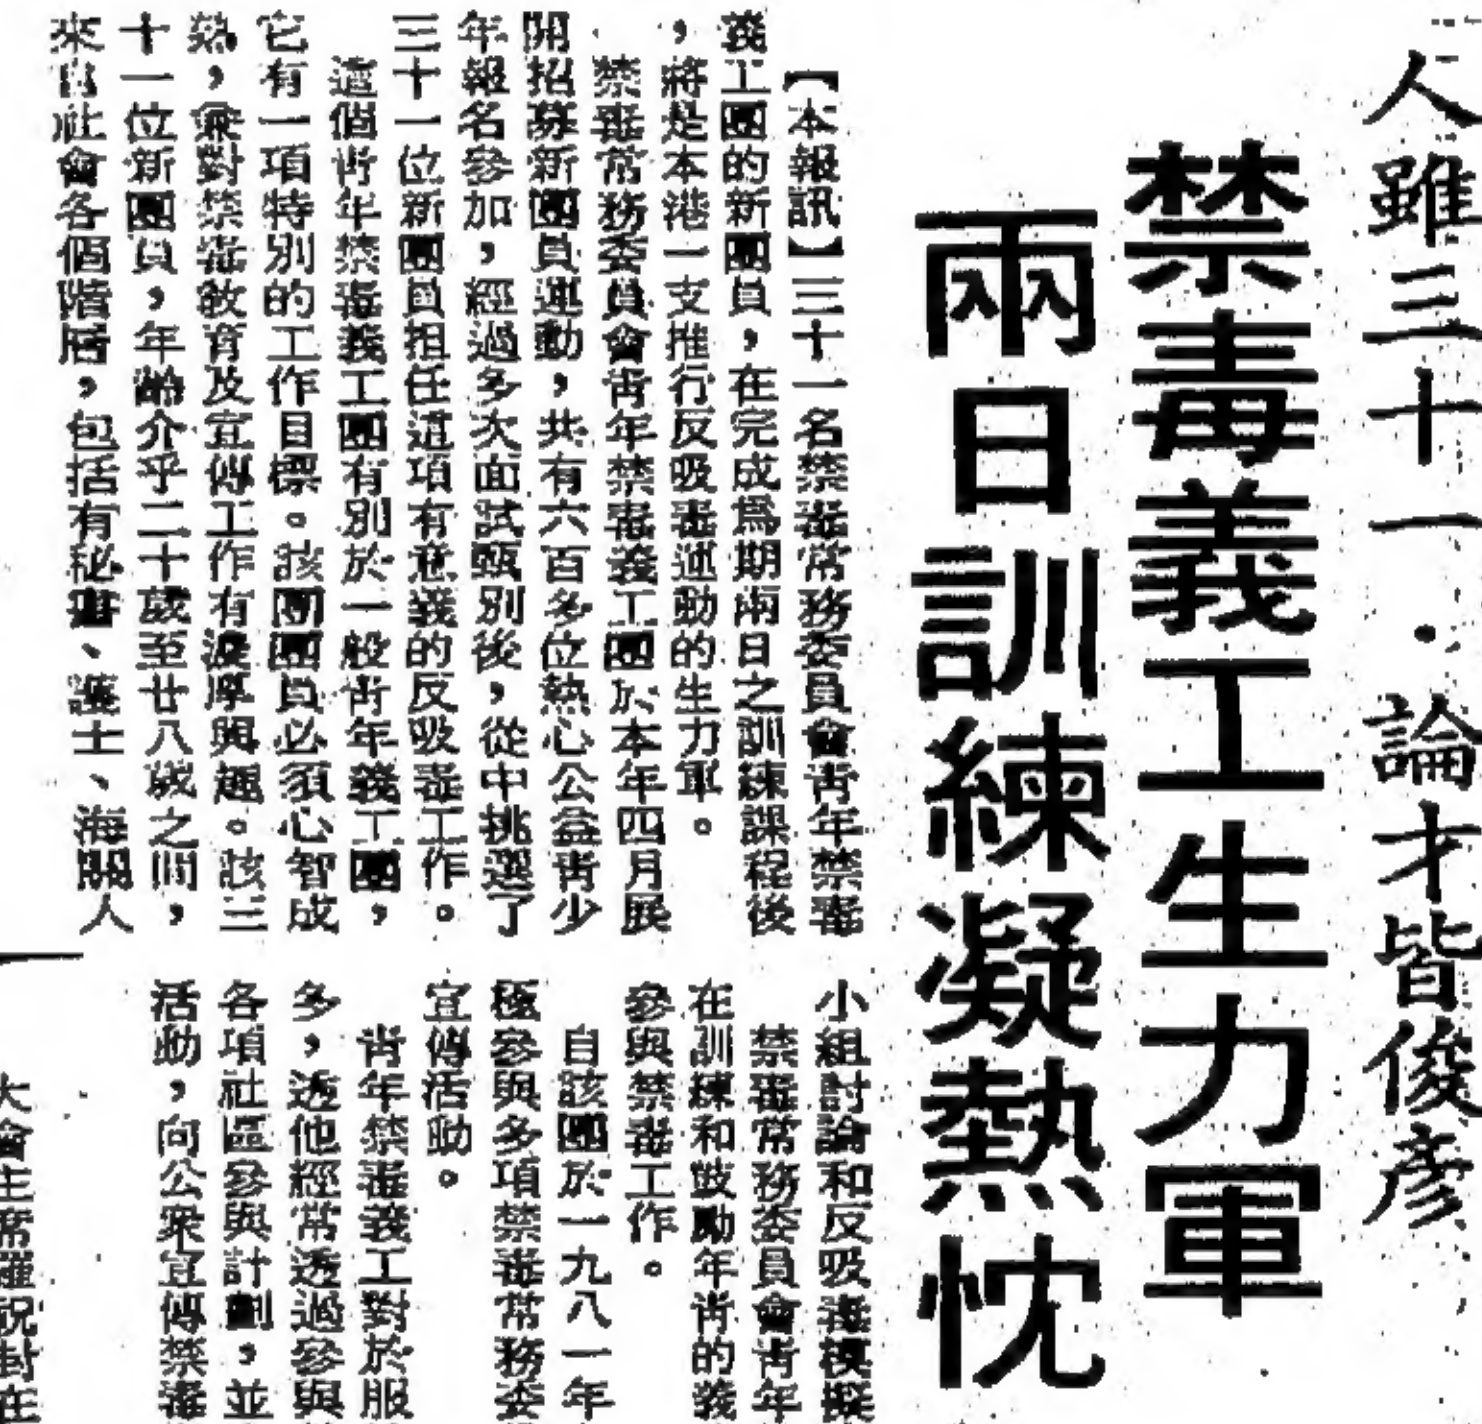 人雖三十一．論才皆俊彥
禁毒義工生力軍
兩日訓練凝熱忱
【本報訊】三十一名禁毒常務委員會青年禁毒
義工團的新團員，在完成爲期兩日之訓練課程後
，將是本港一支推行反吸毒運動的生力軍。
禁毒常務委員會青年禁毒義工團於本年四月展
開招募新團員運動，共有六百多位熱心公益青少
年報名參加，經過多次面試甄別後，從中挑選了
三十一位新團員担任這項有意義的反吸毒工作。
這個青年禁毒義工團有別於一般青年義工團，
它有一項特別的工作目標。該團團員必須心智成
熟，兼對禁毒教育及宣傳工作有濃厚興趣。該三
十一位新團員，年齡介乎二十歲至廿八歲之間，
來自社會各個階層，包括有秘書、護士、海關人
小組討論和反吸毒模擬
禁毒常務委員會青年
在訓練和鼓勵年青的義
參與禁毒工作。
自該團於一九八一年
極參與多項禁毒常務委
宣傳活動。
青年禁毒義工對於服
多，透他經常透過參與
各項社區參與計劃，並
活動，向公衆宣傳禁毒
大會主席羅祝封在